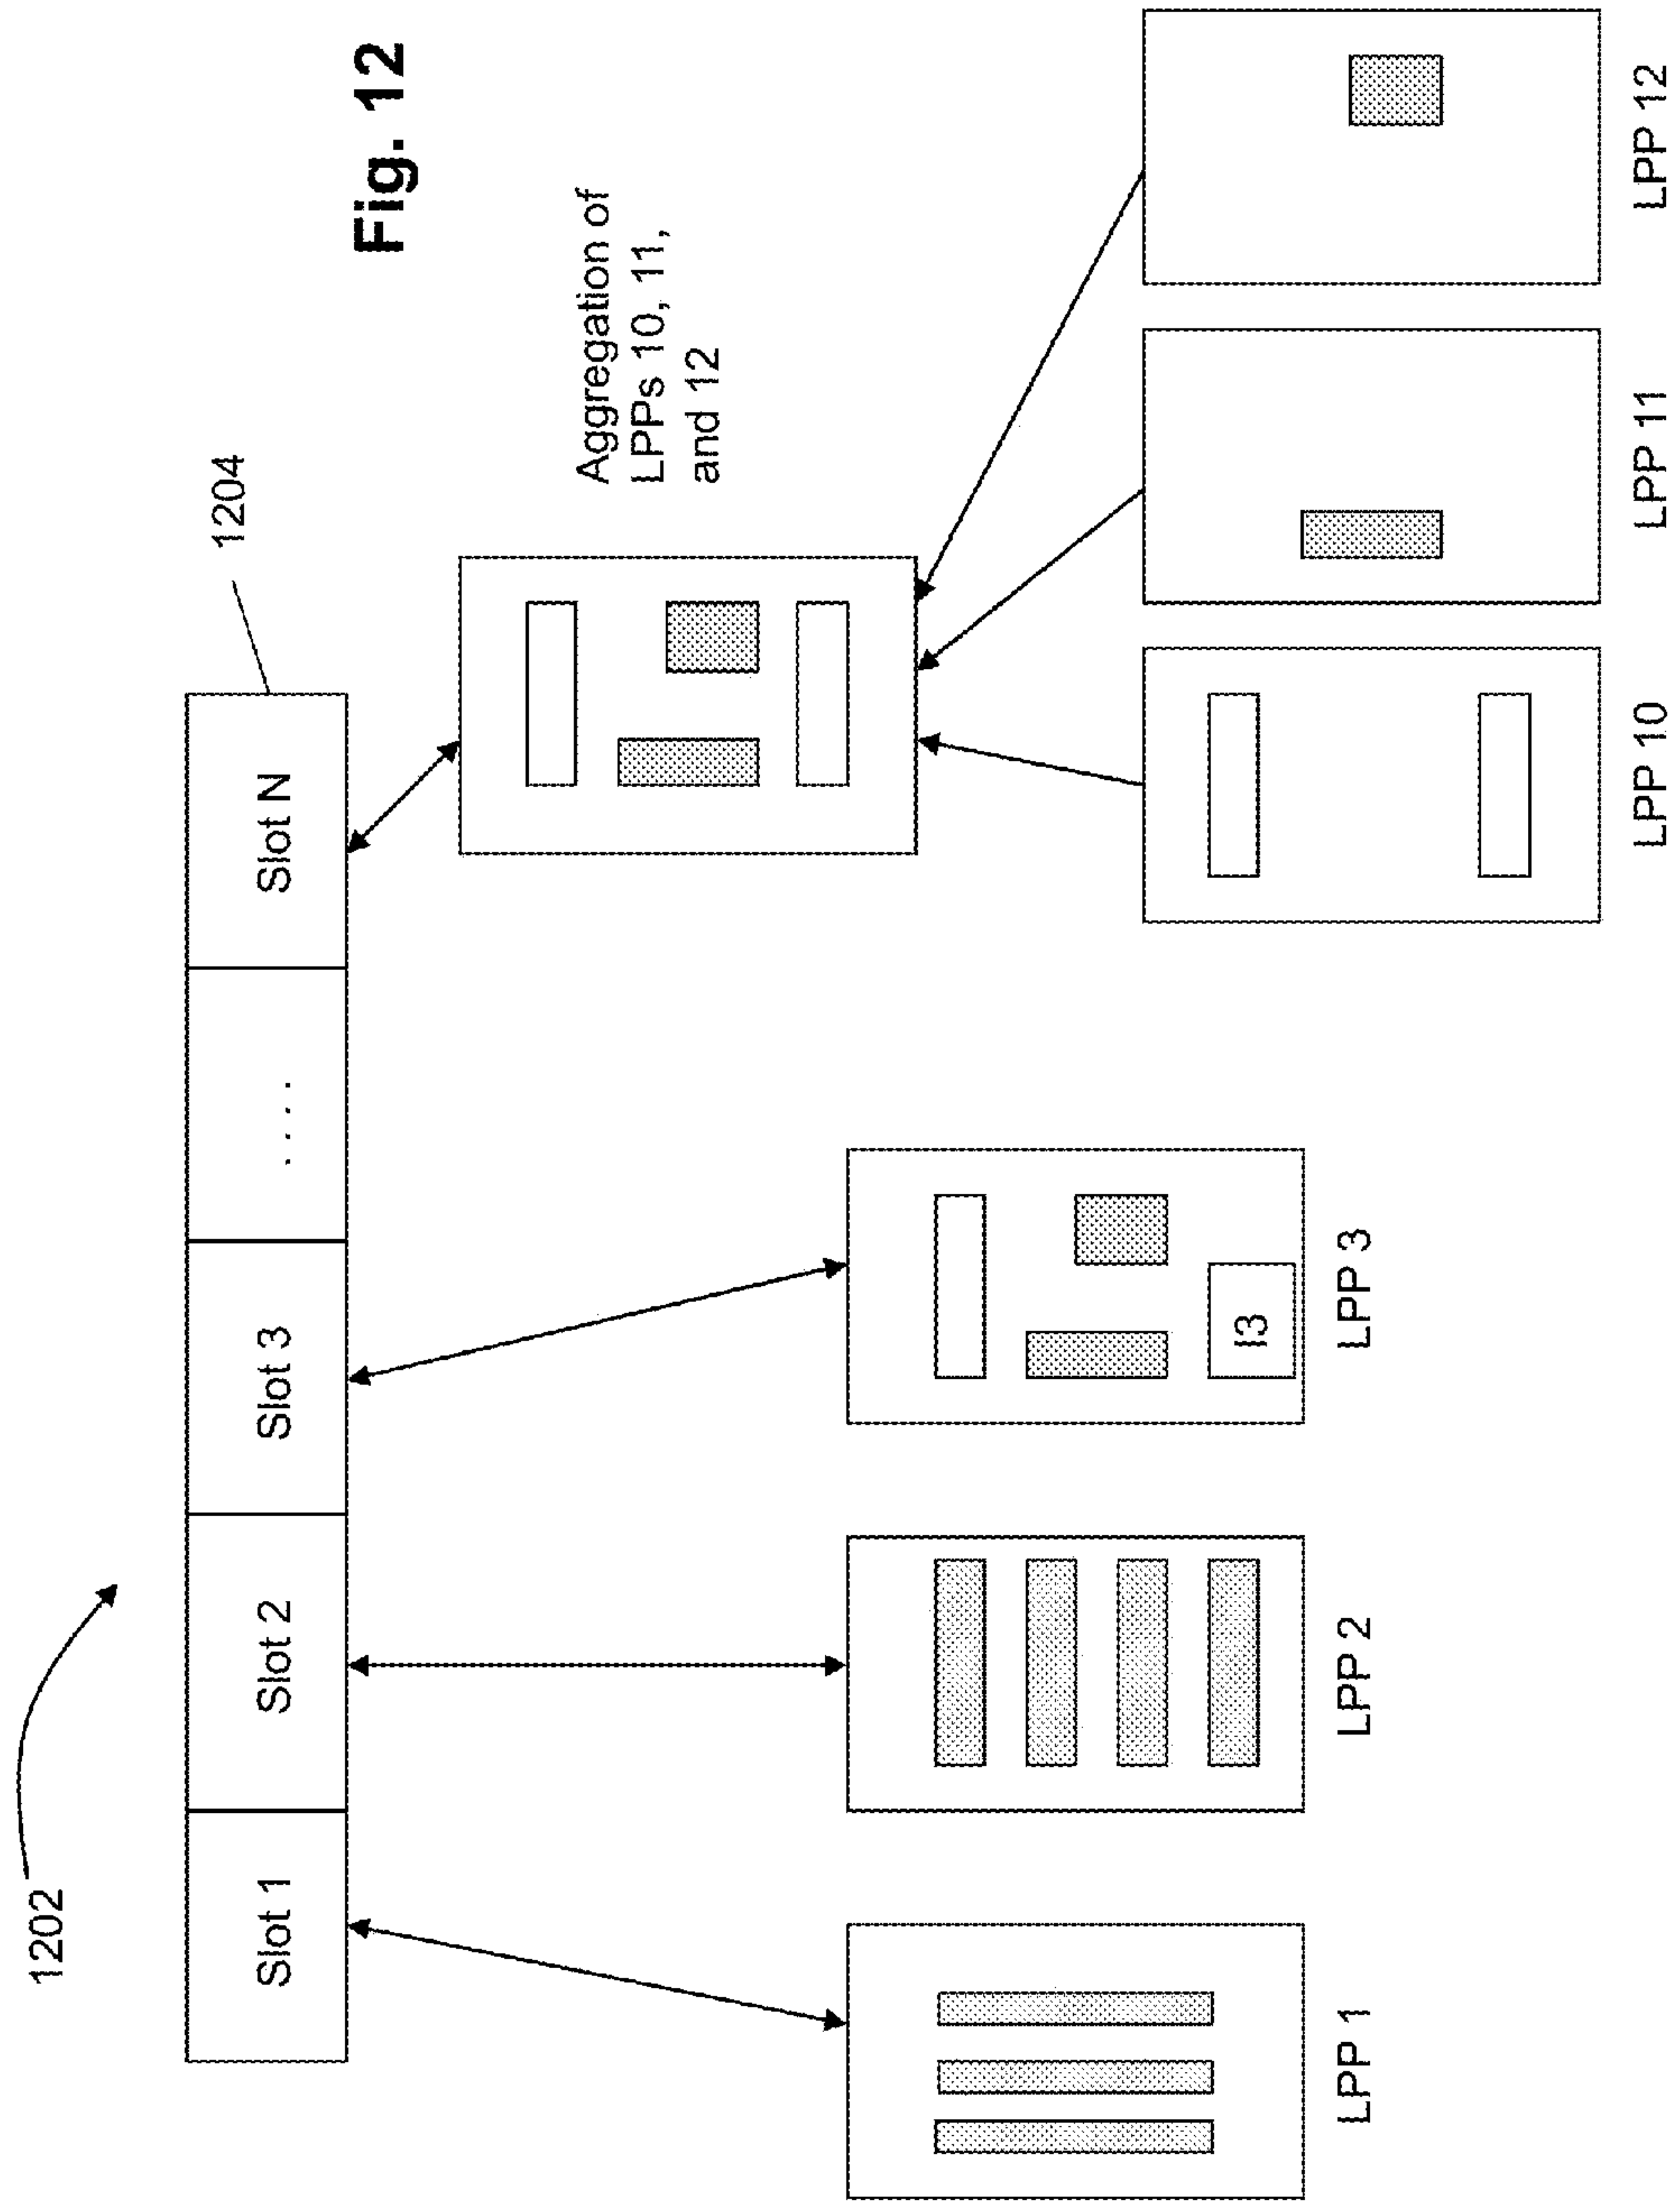 Fig. 12
1202
1204
Slot 1
Slot 2
Slot 3
. . . .
Slot N
Aggregation of
LPPs 10, 11,
and 12
I3
LPP 1
LPP 2
LPP 3
LPP 10
LPP 11
LPP 12